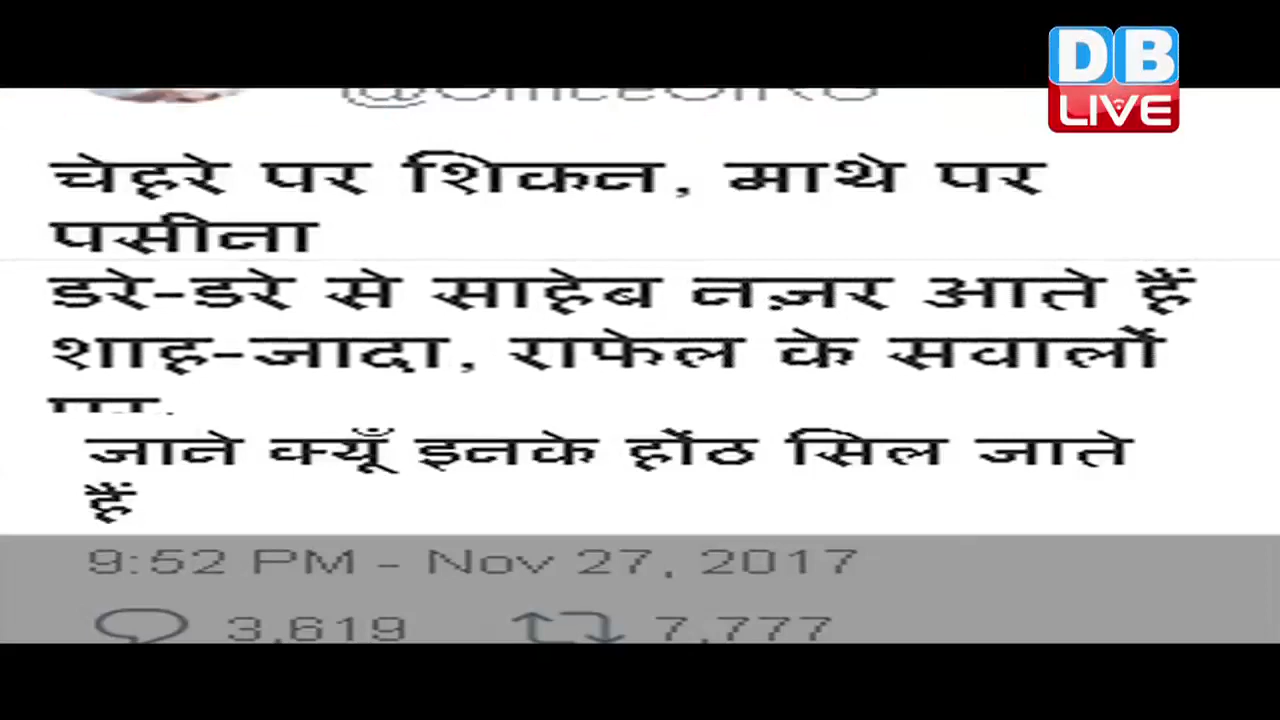 DB
LIVE
@OfficeOfRG
चेहरे पर शिकन, माथे पर
पसीना
डरे-डरे से साहेब नज़र आते हैं
शाह-जादा, राफेल के सवालों
जाने क्यूँ इनके होंठ सिल जाते
हैं
9:52 PM - Nov 27, 2017
3,619 7,777